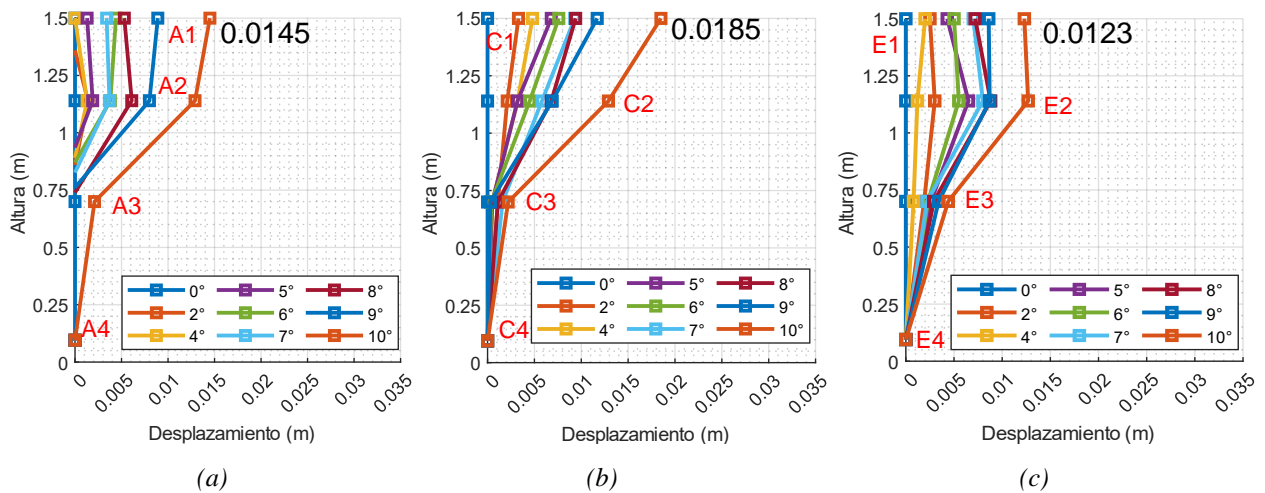 1.5
1.25
1
0.75
0.5
0.25
0
Altura (m)
A1
0.0145
A2
A3
A4
0° 5° 8°
2° 6° 9°
4° 7° 10°
0 0.005 0.01 0.015 0.02 0.025 0.03 0.035
Desplazamiento (m)
(a)
1.5
1.25
1
0.75
0.5
0.25
0
Altura (m)
C1
0.0185
C2
C3
C4
0° 5° 8°
2° 6° 9°
4° 7° 10°
0 0.005 0.01 0.015 0.02 0.025 0.03 0.035
Desplazamiento (m)
(b)
1.5
1.25
1
0.75
0.5
0.25
0
Altura (m)
E1
0.0123
E2
E3
E4
0° 5° 8°
2° 6° 9°
4° 7° 10°
0 0.005 0.01 0.015 0.02 0.025 0.03 0.035
Desplazamiento (m)
(c)